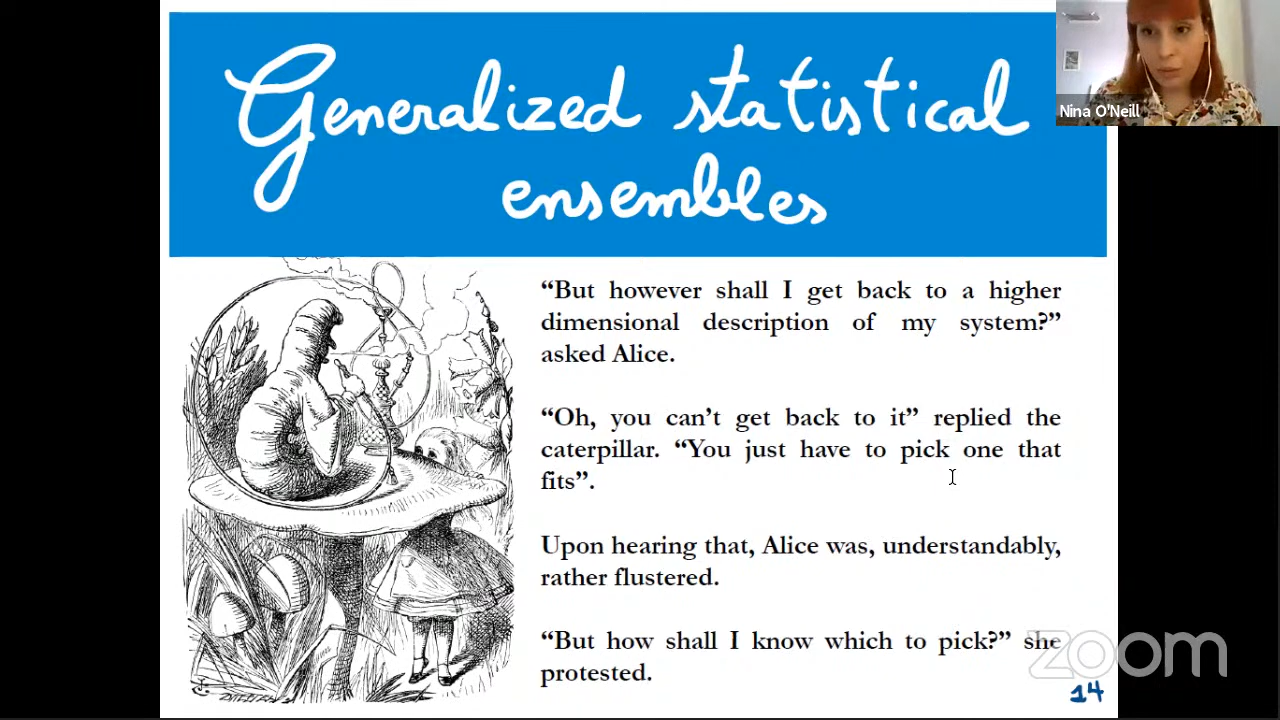 Generalized statistical
ensembles
Nina O'Neill
“But however shall I get back to a higher
dimensional description of my system?”
asked Alice.
“Oh, you can’t get back to it” replied the
caterpillar. “You just have to pick one that
fits”.
Upon hearing that, Alice was, understandably,
rather flustered.
“But how shall I know which to pick?” she
protested.
zoom
14